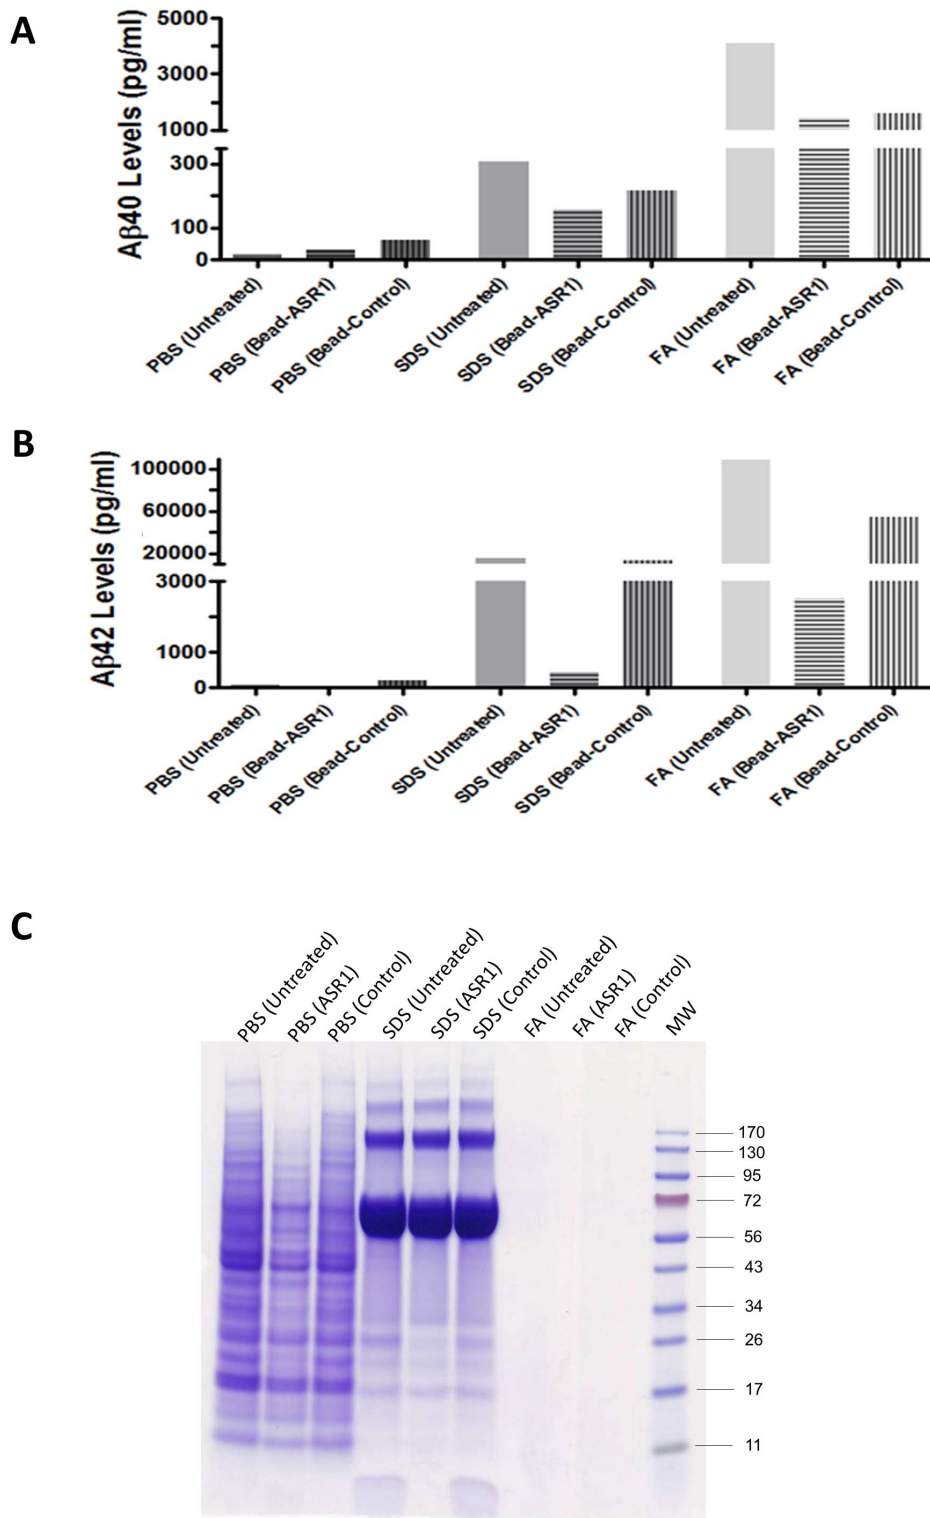 A
Aβ40 Levels (pg/ml)
5000
3000
1000
300
100
0
PBS (Untreated)
PBS (Bead-ASR1)
PBS (Bead-Control)
SDS (Untreated)
SDS (Bead-ASR1)
SDS (Bead-Control)
FA (Untreated)
FA (Bead-ASR1)
FA (Bead-Control)
B
Aβ42 Levels (pg/ml)
100000
60000
20000
3000
1000
0
PBS (Untreated)
PBS (Bead-ASR1)
PBS (Bead-Control)
SDS (Untreated)
SDS (Bead-ASR1)
SDS (Bead-Control)
FA (Untreated)
FA (Bead-ASR1)
FA (Bead-Control)
C
PBS (Untreated)
PBS (ASR1)
PBS (Control)
SDS (Untreated)
SDS (ASR1)
SDS (Control)
FA (Untreated)
FA (ASR1)
FA (Control)
MW
170
130
95
72
56
43
34
26
17
11